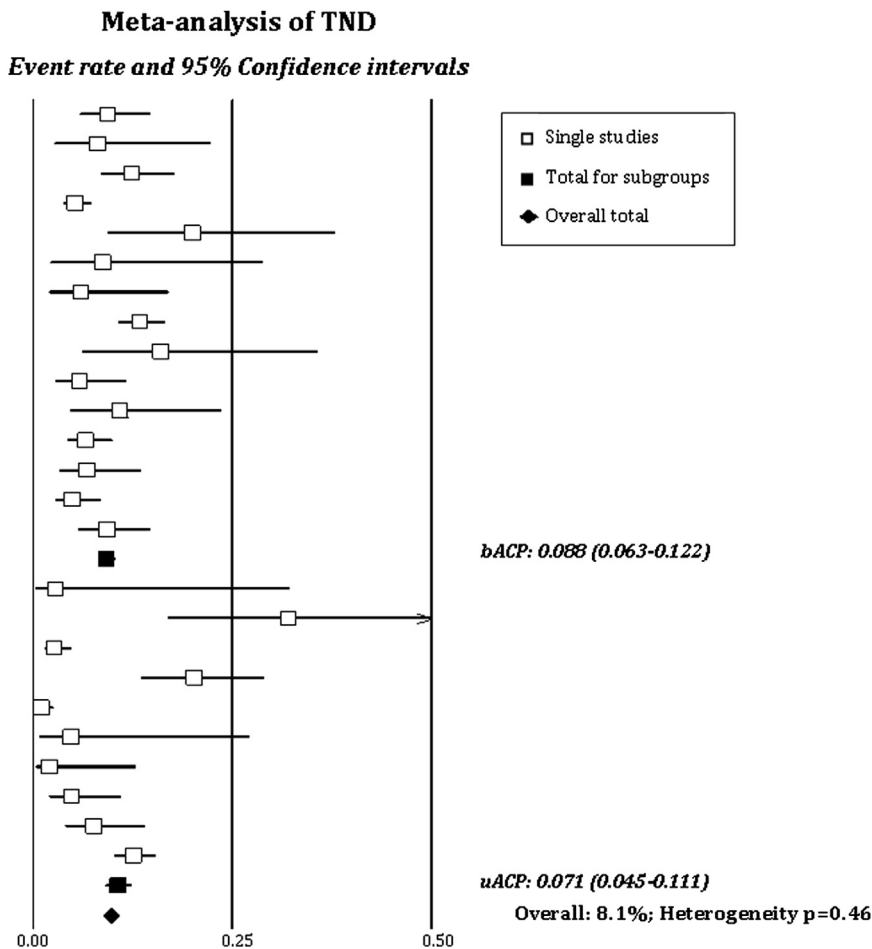 Meta-analysis of TND
Event rate and 95% Confidence intervals
Single studies
Total for subgroups
Overall total
bACP: 0.088 (0.063-0.122)
uACP: 0.071 (0.045-0.111)
Overall: 8.1%; Heterogeneity p=0.46
0.00 0.25 0.50